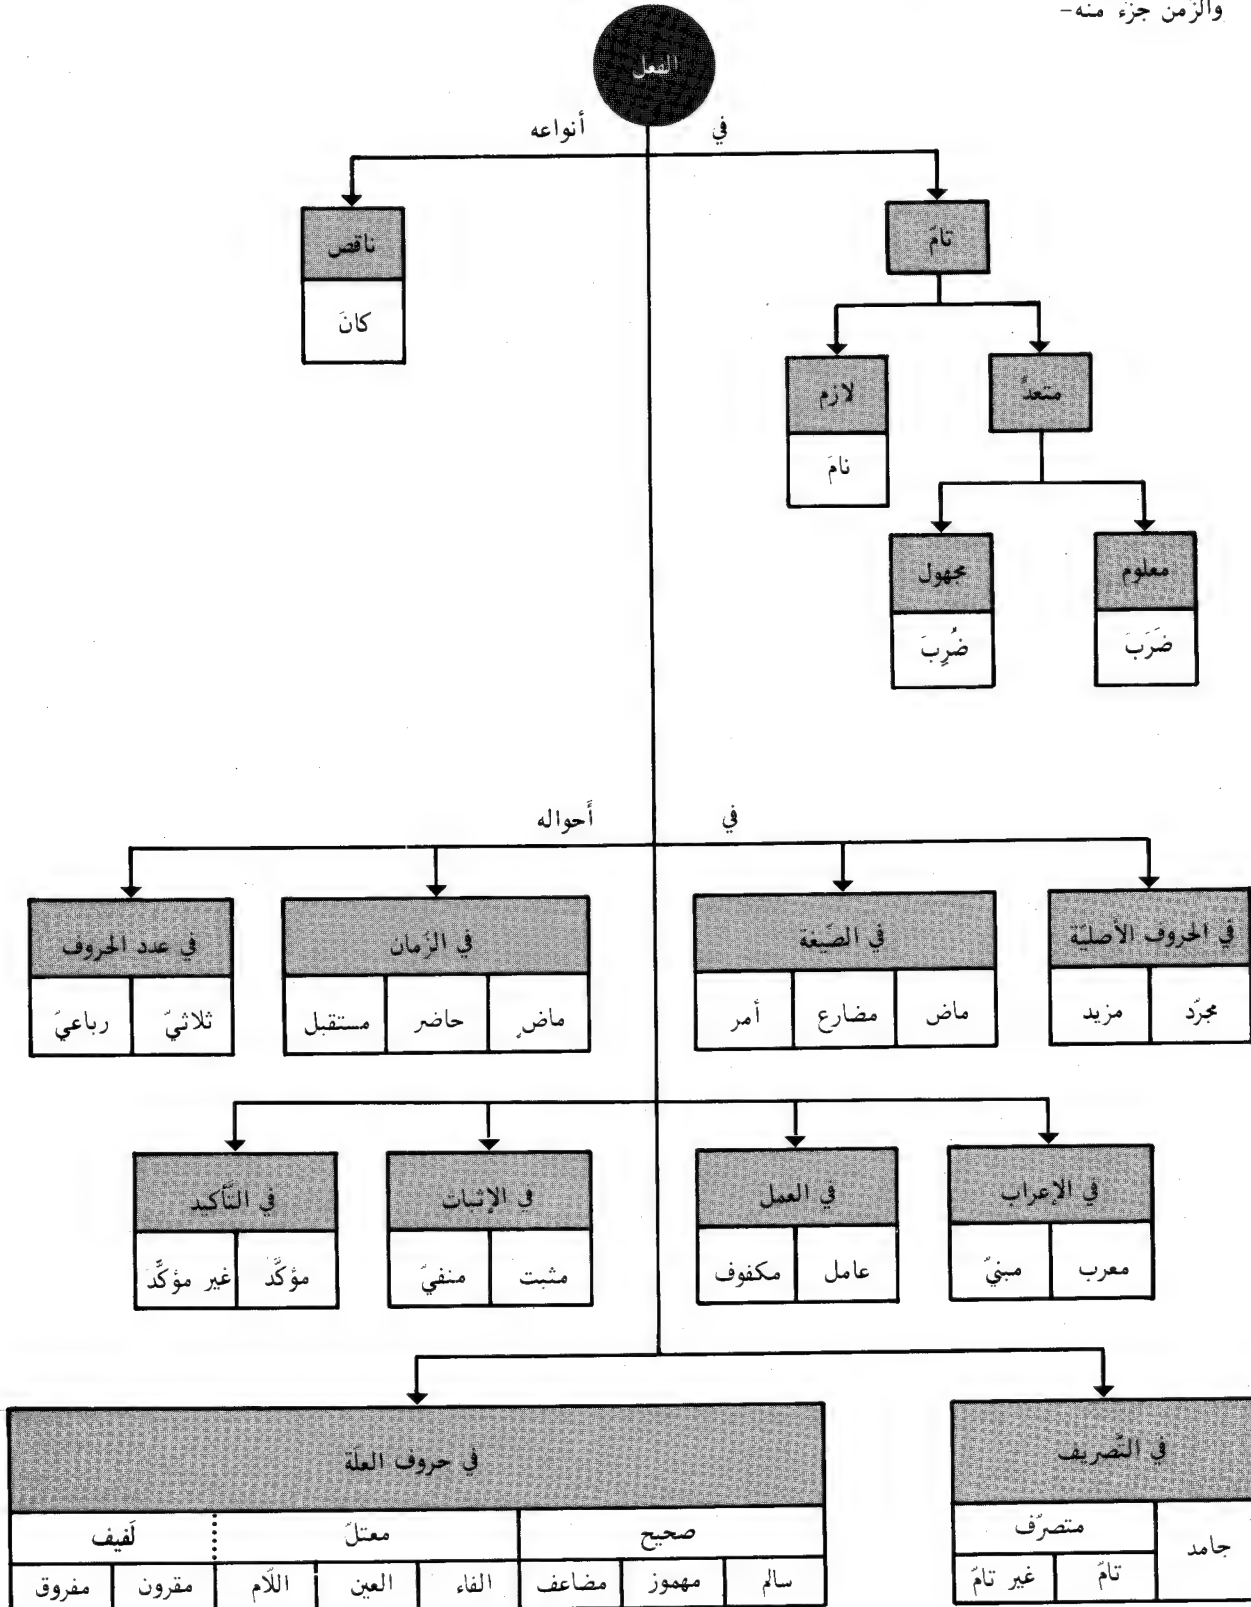 والزمن جزء منه-
الفعل
في أنواعه
تامّ ناقص
كانَ
متعدٍّ لازم
نامَ
معلوم مجهول
ضَرَبَ ضُرِبَ
في أَحواله
في الحروف الأصليّة في الصّيغة في الزّمان في عدد الحروف
مجرّد مزيد ماض مضارع أمر ماضٍ حاضر مستقبل ثلاثيّ رباعيّ
في الإعراب في العمل في الإثبات في التّأكيد
معرب مبنيّ عامل مكفوف مثبت منفيّ مؤكَّد غير مؤكَّد
في التّصريف في حروف العلّة
جامد متصرّف صحيح معتلّ لَفيف
تامّ غير تامّ سالم مهموز مضاعف الفاء العين اللّام مقرون مفروق